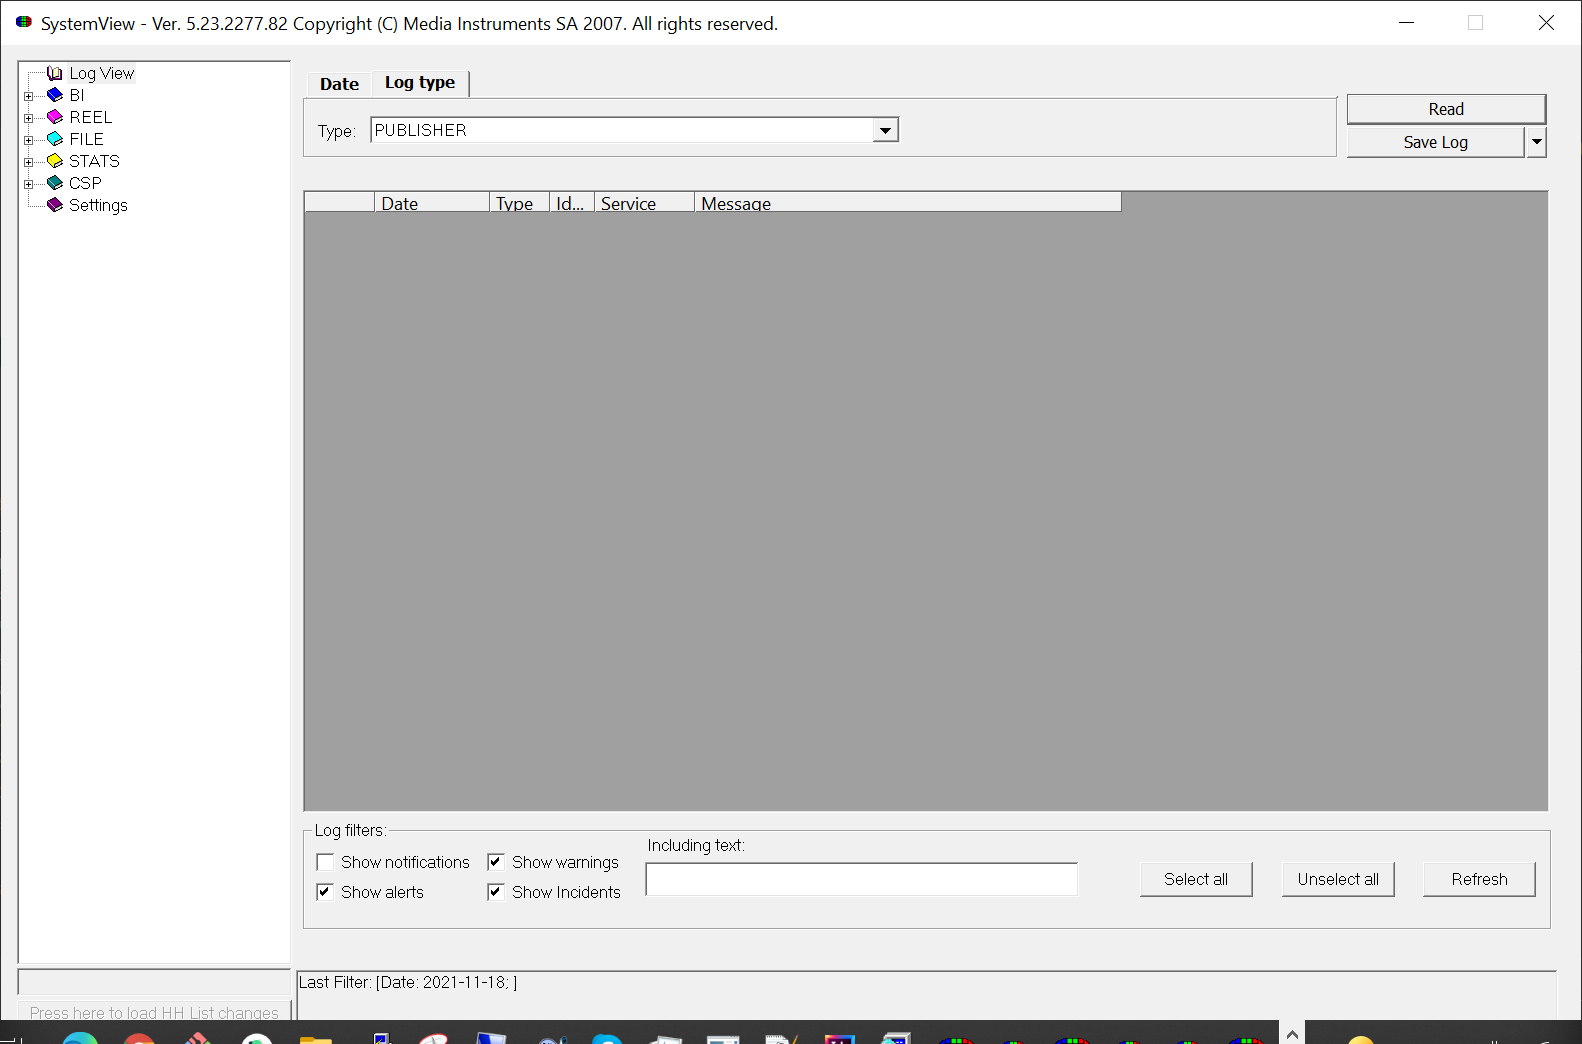 SystemView - Ver. 5.23.2277.82 Copyright (C) Media Instruments SA 2007. All rights reserved.
Log View
BI
REEL
FILE
STATS
CSP
Settings
Date
Log type
Type:
PUBLISHER
Read
Save Log
Date
Type
Id...
Service
Message
Log filters:
Show notifications
Show warnings
Show alerts
Show Incidents
Including text:
Select all
Unselect all
Refresh
Last Filter: [Date: 2021-11-18; ]
Press here to load HH List changes